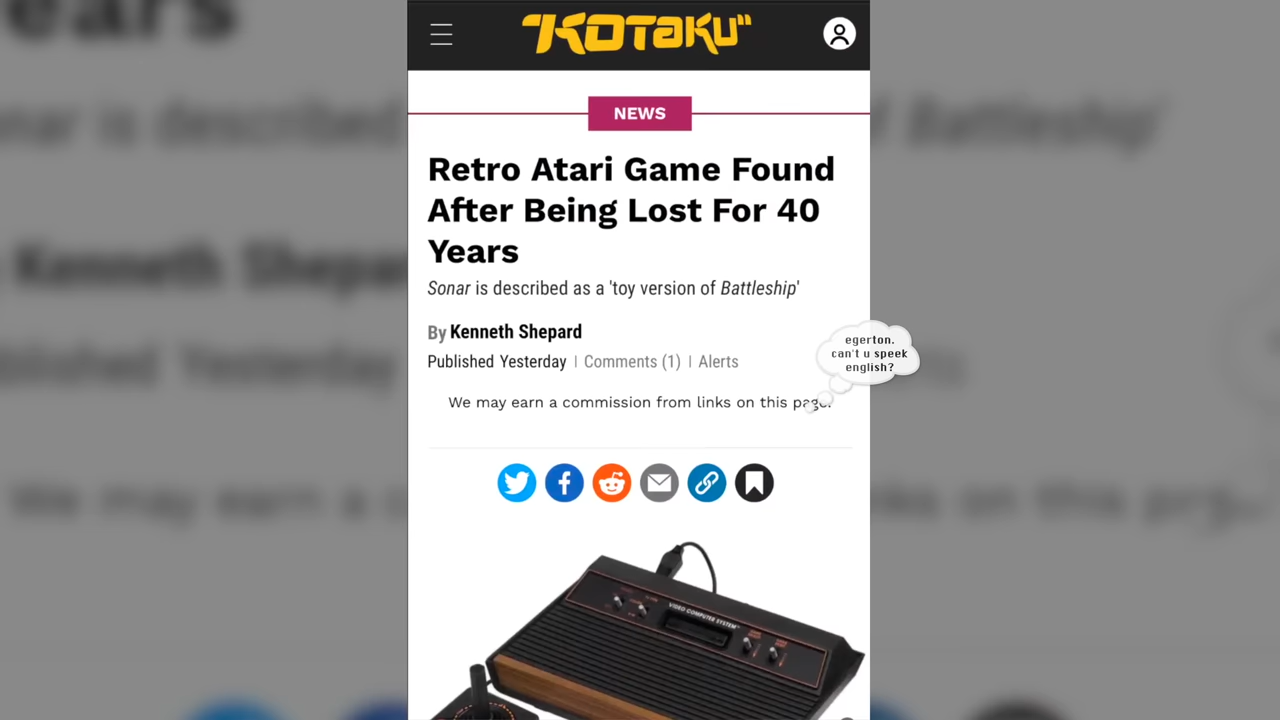 "KOTAKU"
NEWS
Retro Atari Game Found
After Being Lost For 40
Years
Sonar is described as a 'toy version of Battleship'
By Kenneth Shepard
Published Yesterday | Comments (1) | Alerts
egerton.
can't u speek
english?
We may earn a commission from links on this page.
VIDEO COMPUTER SYSTEM™